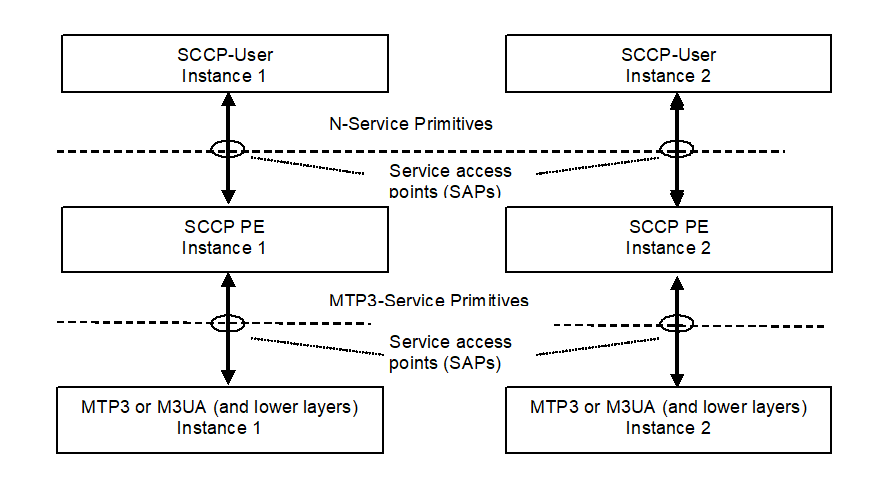 SCCP-User
Instance 1
SCCP-User
Instance 2
N-Service Primitives
Service access
points (SAPs)
SCCP PE
Instance 1
SCCP PE
Instance 2
MTP3-Service Primitives
Service access
points (SAPs)
MTP3 or M3UA (and lower layers)
Instance 1
MTP3 or M3UA (and lower layers)
Instance 2